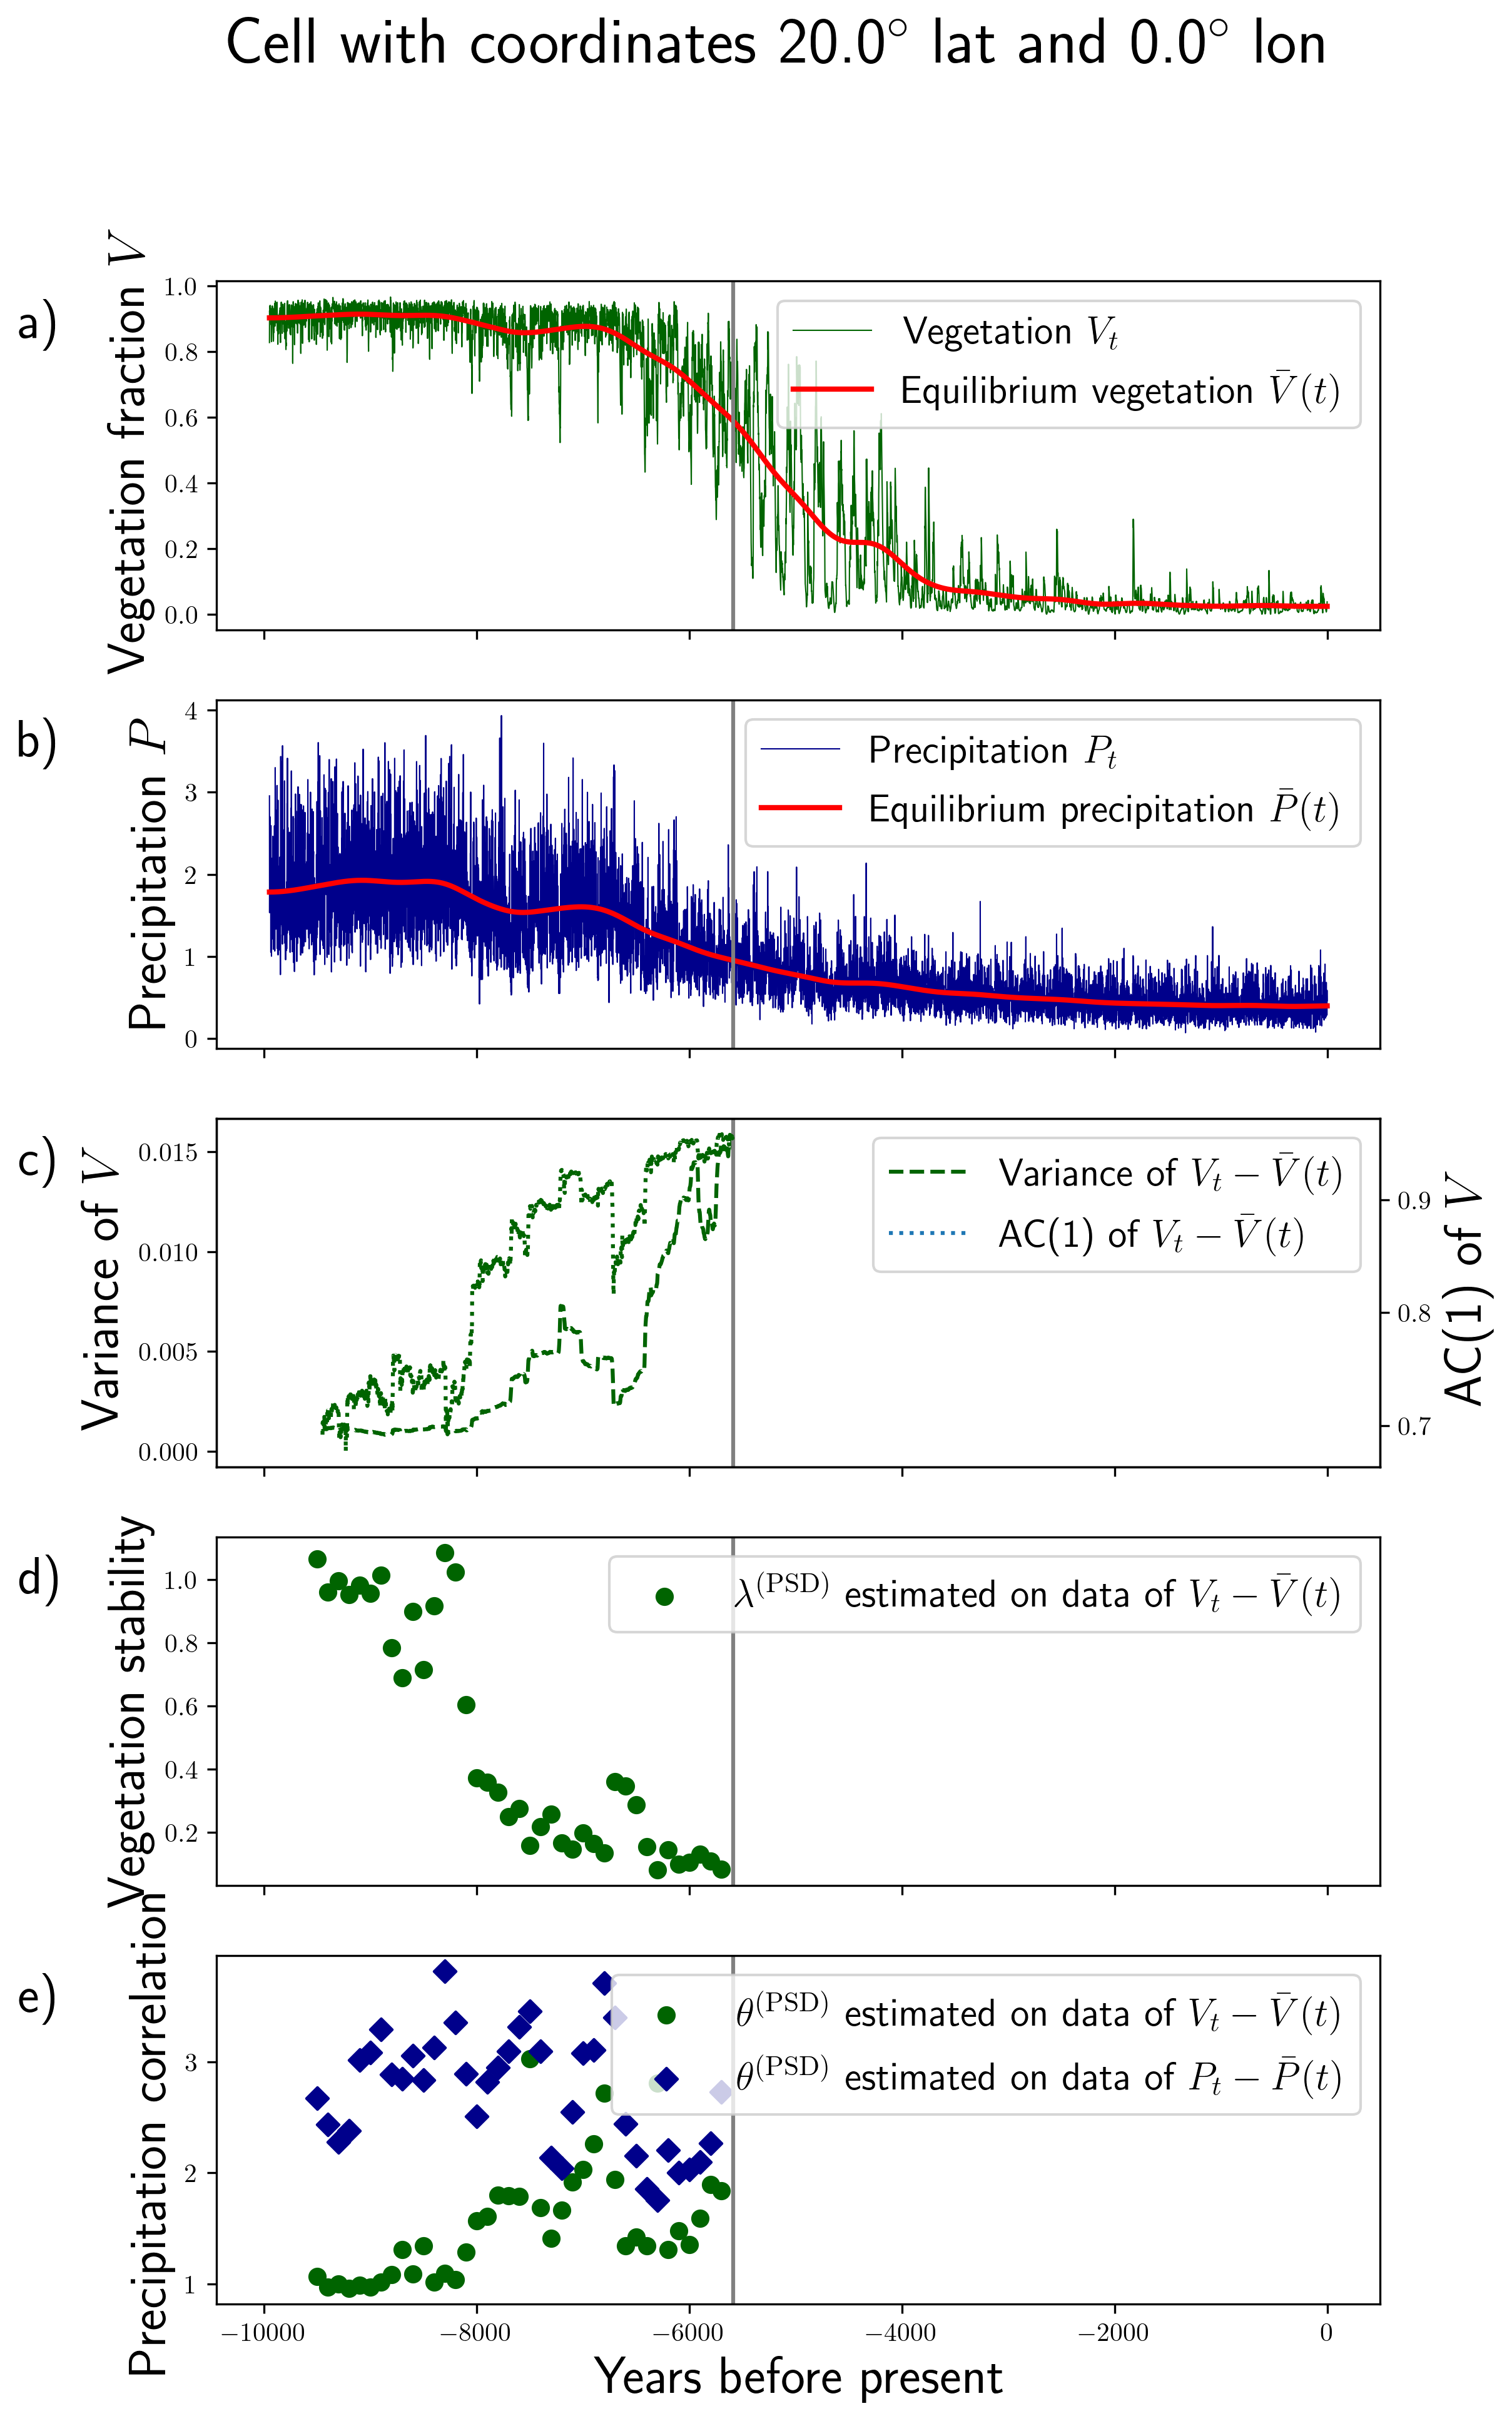 Cell with coordinates 20.0° lat and 0.0° lon
a)
Vegetation fraction V
1.0
0.8
0.6
0.4
0.2
0.0
Vegetation V_t
Equilibrium vegetation V̄(t)
b)
Precipitation P
4
3
2
1
0
Precipitation P_t
Equilibrium precipitation P̄(t)
c)
Variance of V
0.015
0.010
0.005
0.000
Variance of V_t − V̄(t)
AC(1) of V_t − V̄(t)
0.9
0.8
0.7
AC(1) of V
d)
Vegetation stability
1.0
0.8
0.6
0.4
0.2
λ^(PSD) estimated on data of V_t − V̄(t)
e)
Precipitation correlation
3
2
1
θ^(PSD) estimated on data of V_t − V̄(t)
θ^(PSD) estimated on data of P_t − P̄(t)
−10000 −8000 −6000 −4000 −2000 0
Years before present